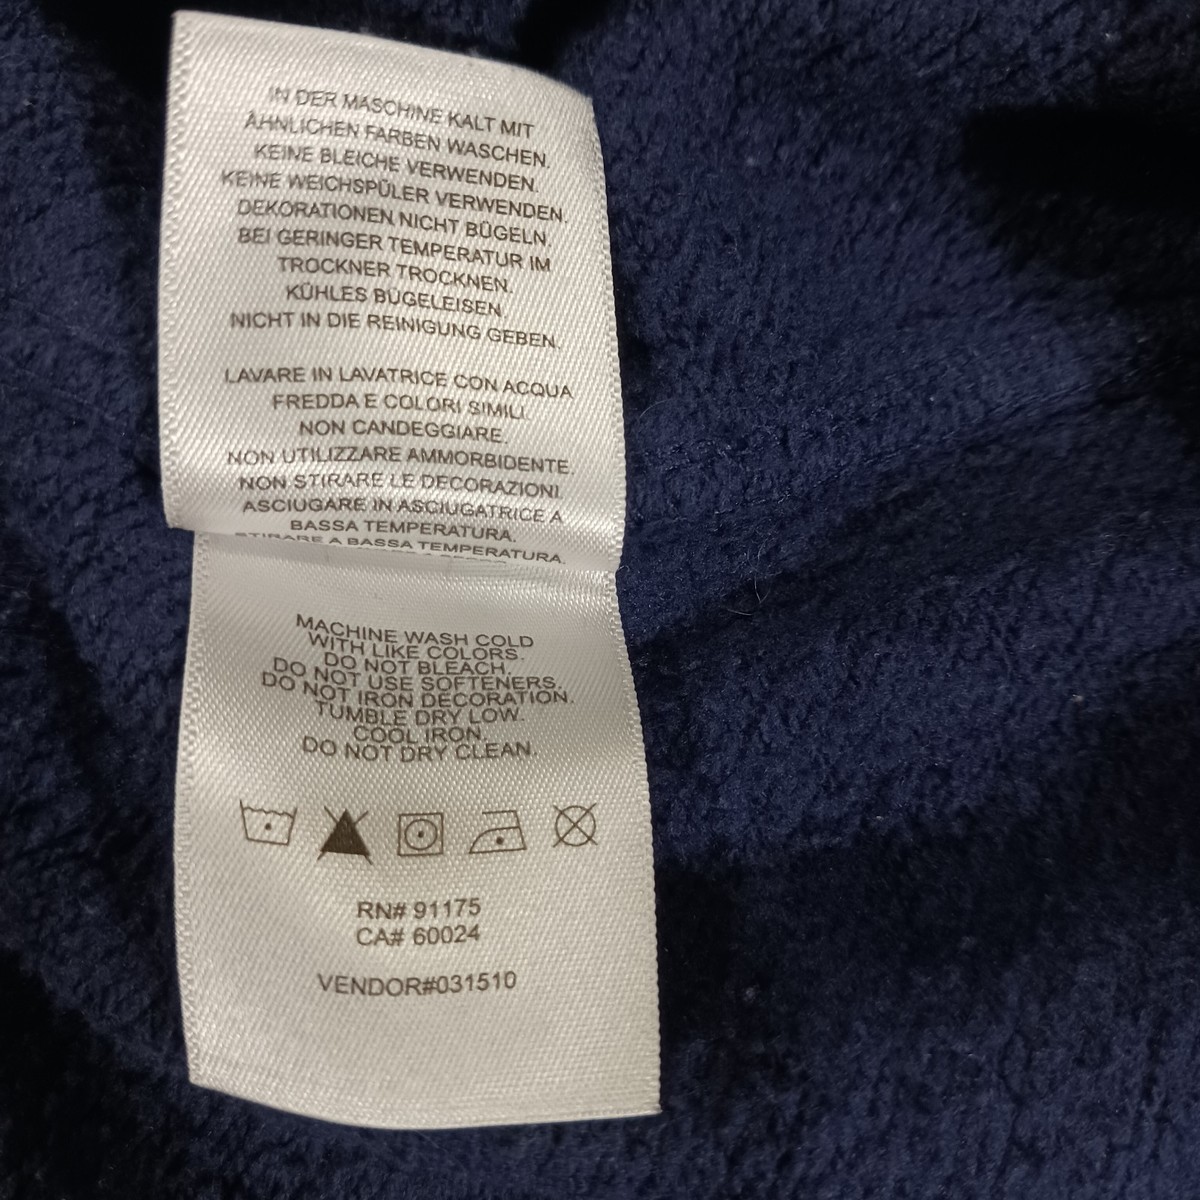 IN DER MASCHINE KALT MIT
ÄHNLICHEN FARBEN WASCHEN.
KEINE BLEICHE VERWENDEN.
KEINE WEICHSPÜLER VERWENDEN.
DEKORATIONEN NICHT BÜGELN.
BEI GERINGER TEMPERATUR IM
TROCKNER TROCKNEN.
KÜHLES BÜGELEISEN.
NICHT IN DIE REINIGUNG GEBEN.
LAVARE IN LAVATRICE CON ACQUA
FREDDA E COLORI SIMILI.
NON CANDEGGIARE.
NON UTILIZZARE AMMORBIDENTE.
NON STIRARE LE DECORAZIONI.
ASCIUGARE IN ASCIUGATRICE A
BASSA TEMPERATURA.
STIRARE A BASSA TEMPERATURA.
MACHINE WASH COLD
WITH LIKE COLORS.
DO NOT BLEACH.
DO NOT USE SOFTENERS.
DO NOT IRON DECORATION.
TUMBLE DRY LOW.
COOL IRON.
DO NOT DRY CLEAN.
RN# 91175
CA# 60024
VENDOR#031510